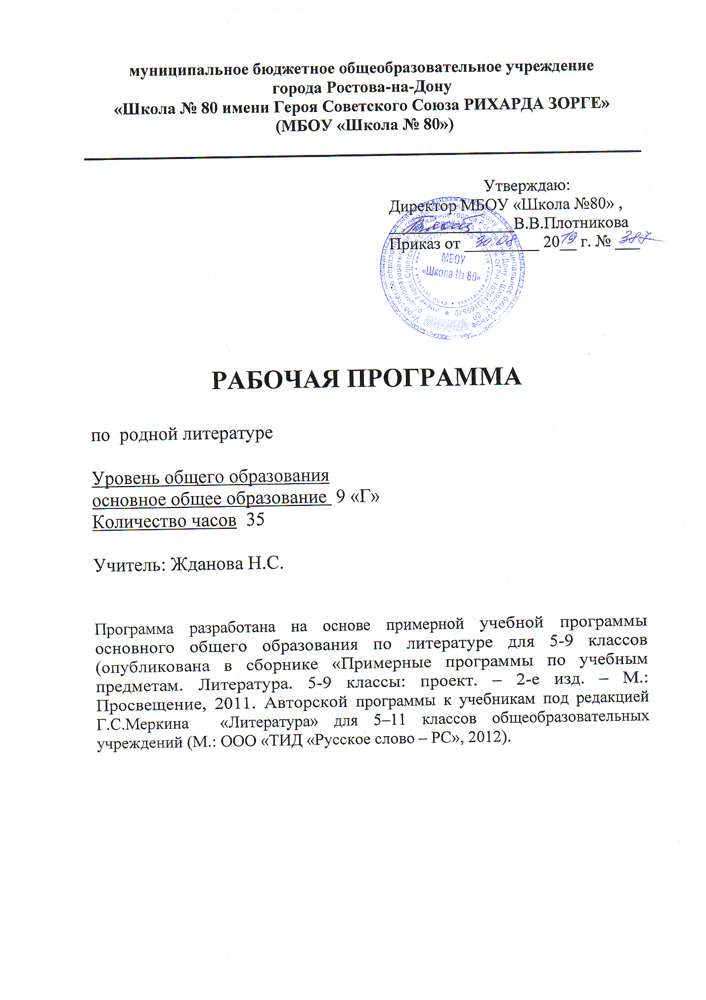 муниципальное бюджетное общеобразовательное учреждение
города Ростова-на-Дону
«Школа № 80 имени Героя Советского Союза РИХАРДА ЗОРГЕ»
(МБОУ «Школа № 80»)
Утверждаю:
Директор МБОУ «Школа №80» ,
В.В.Плотникова
Приказ от 30 08 2019 г. № 387
МБОУ
«Школа № 80»
РАБОЧАЯ ПРОГРАММА
по родной литературе
Уровень общего образования
основное общее образование 9 «Г»
Количество часов 35
Учитель: Жданова Н.С.
Программа разработана на основе примерной учебной программы
основного общего образования по литературе для 5-9 классов
(опубликована в сборнике «Примерные программы по учебным
предметам. Литература. 5-9 классы: проект. – 2-е изд. – М.:
Просвещение, 2011. Авторской программы к учебникам под редакцией
Г.С.Меркина «Литература» для 5–11 классов общеобразовательных
учреждений (М.: ООО «ТИД «Русское слово – РС», 2012).